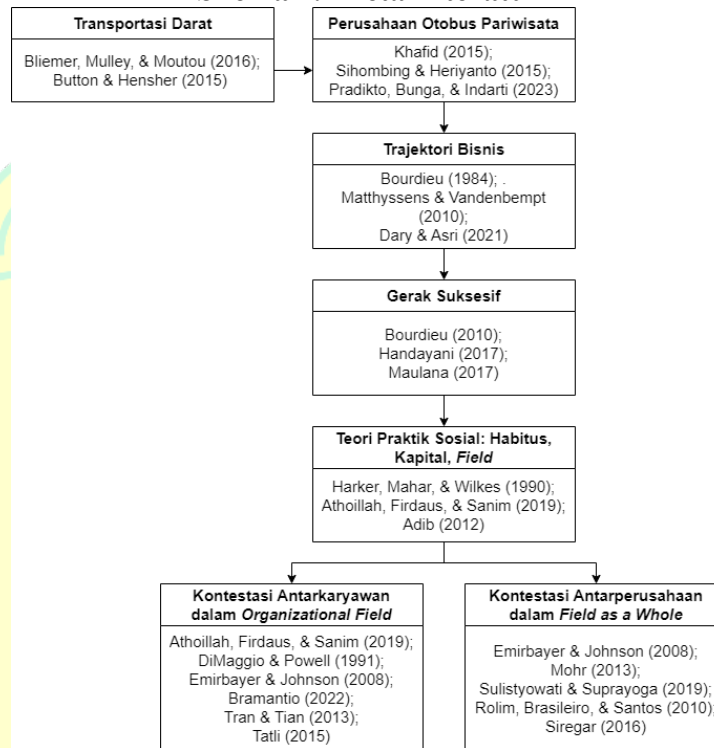 Transportasi Darat
Bliemer, Mulley, & Moutou (2016);
Button & Hensher (2015)
Perusahaan Otobus Pariwisata
Khafid (2015);
Sihombing & Heriyanto (2015);
Pradikto, Bunga, & Indarti (2023)
Trajektori Bisnis
Bourdieu (1984); .
Matthyssens & Vandenbempt
(2010);
Dary & Asri (2021)
Gerak Suksesif
Bourdieu (2010);
Handayani (2017);
Maulana (2017)
Teori Praktik Sosial: Habitus,
Kapital, Field
Harker, Mahar, & Wilkes (1990);
Athoillah, Firdaus, & Sanim (2019);
Adib (2012)
Kontestasi Antarkaryawan
dalam Organizational Field
Athoillah, Firdaus, & Sanim (2019);
DiMaggio & Powell (1991);
Emirbayer & Johnson (2008);
Bramantio (2022);
Tran & Tian (2013);
Tatli (2015)
Kontestasi Antarperusahaan
dalam Field as a Whole
Emirbayer & Johnson (2008);
Mohr (2013);
Sulistyowati & Suprayoga (2019);
Rolim, Brasileiro, & Santos (2010);
Siregar (2016)